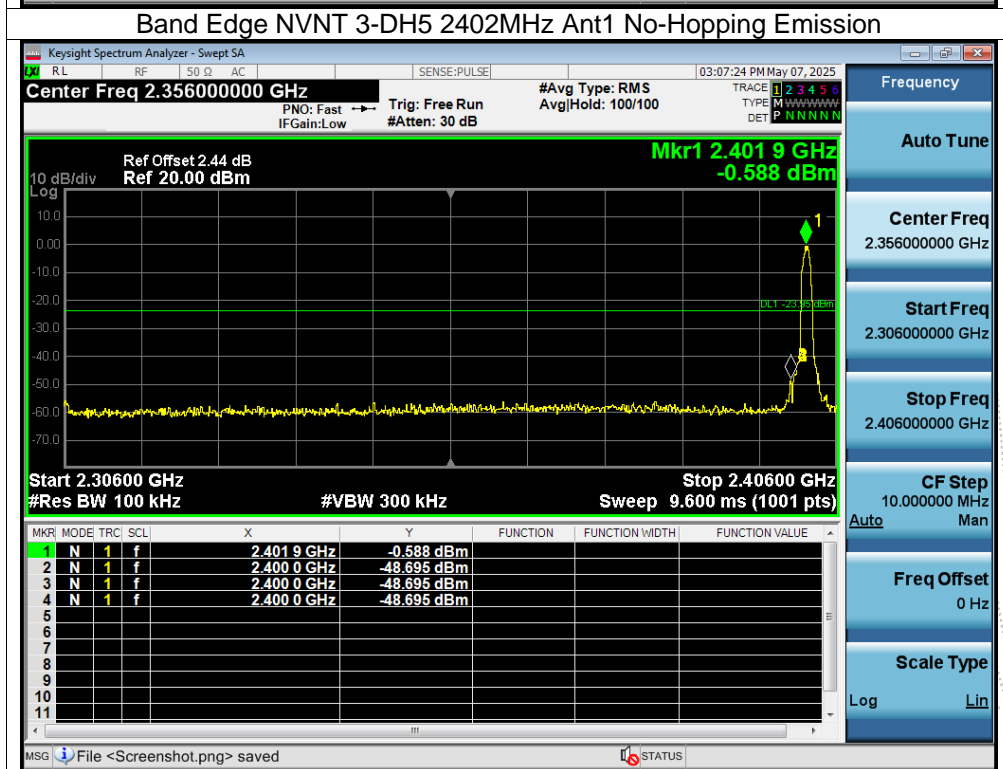 Band Edge NVNT 3-DH5 2402MHz Ant1 No-Hopping Emission
Keysight Spectrum Analyzer - Swept SA
LXI RL RF 50 Ω AC SENSE:PULSE 03:07:24 PM May 07, 2025
Center Freq 2.356000000 GHz #Avg Type: RMS TRACE 1 2 3 4 5 6
PNO: Fast Trig: Free Run Avg|Hold: 100/100 TYPE M W W W W W
IFGain:Low #Atten: 30 dB DET P N N N N N
Ref Offset 2.44 dB Mkr1 2.401 9 GHz
10 dB/div Ref 20.00 dBm -0.588 dBm
Log
10.0
1
0.00
-10.0
-20.0
DL1 -23.95 dBm
-30.0
-40.0
-50.0
-60.0
-70.0
Start 2.30600 GHz Stop 2.40600 GHz
#Res BW 100 kHz #VBW 300 kHz Sweep 9.600 ms (1001 pts)
MKR MODE TRC SCL X Y FUNCTION FUNCTION WIDTH FUNCTION VALUE
1 N 1 f 2.401 9 GHz -0.588 dBm
2 N 1 f 2.400 0 GHz -48.695 dBm
3 N 1 f 2.400 0 GHz -48.695 dBm
4 N 1 f 2.400 0 GHz -48.695 dBm
5
6
7
8
9
10
11
MSG File <Screenshot.png> saved STATUS
Frequency
Auto Tune
Center Freq
2.356000000 GHz
Start Freq
2.306000000 GHz
Stop Freq
2.406000000 GHz
CF Step
10.000000 MHz
Auto Man
Freq Offset
0 Hz
Scale Type
Log Lin